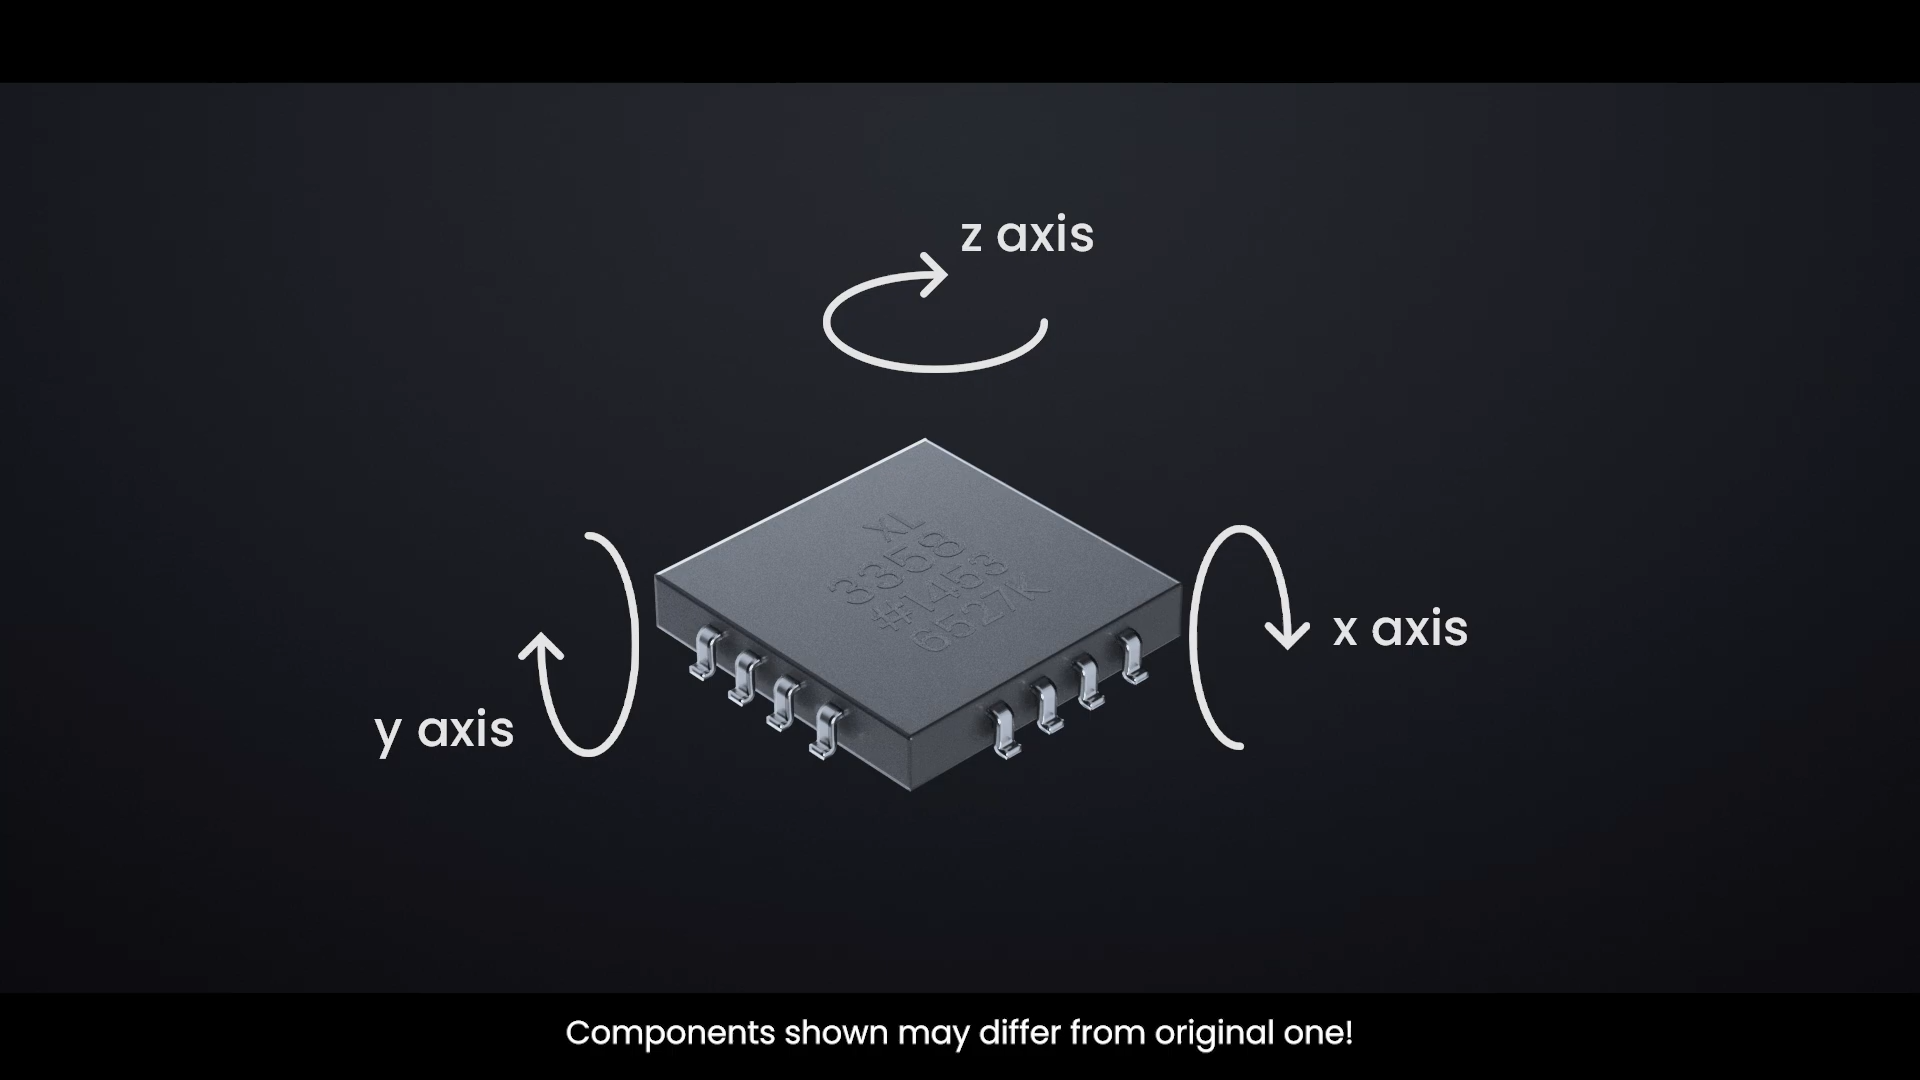 z axis
XL
3358
#1453
6527K
x axis
y axis
Components shown may differ from original one!